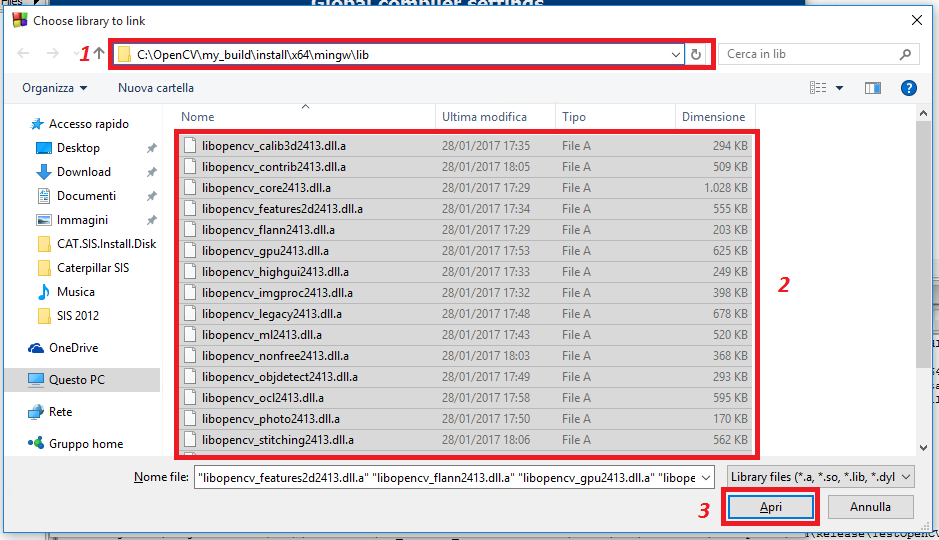 Files
Global compiler settings
Choose library to link
1
C:\OpenCV\my_build\install\x64\mingw\lib
Cerca in lib
Organizza
Nuova cartella
Nome Ultima modifica Tipo Dimensione
Accesso rapido
Desktop
Download
Documenti
Immagini
CAT.SIS.Install.Disk
Caterpillar SIS
Musica
SIS 2012
OneDrive
Questo PC
Rete
Gruppo home
libopencv_calib3d2413.dll.a 28/01/2017 17:35 File A 294 KB
libopencv_contrib2413.dll.a 28/01/2017 18:05 File A 509 KB
libopencv_core2413.dll.a 28/01/2017 17:29 File A 1.028 KB
libopencv_features2d2413.dll.a 28/01/2017 17:34 File A 555 KB
libopencv_flann2413.dll.a 28/01/2017 17:29 File A 203 KB
libopencv_gpu2413.dll.a 28/01/2017 17:53 File A 625 KB
libopencv_highgui2413.dll.a 28/01/2017 17:33 File A 249 KB
libopencv_imgproc2413.dll.a 28/01/2017 17:32 File A 398 KB
libopencv_legacy2413.dll.a 28/01/2017 17:48 File A 678 KB
libopencv_ml2413.dll.a 28/01/2017 17:43 File A 520 KB
libopencv_nonfree2413.dll.a 28/01/2017 18:03 File A 368 KB
libopencv_objdetect2413.dll.a 28/01/2017 17:49 File A 293 KB
libopencv_ocl2413.dll.a 28/01/2017 17:58 File A 595 KB
libopencv_photo2413.dll.a 28/01/2017 17:50 File A 170 KB
libopencv_stitching2413.dll.a 28/01/2017 18:06 File A 562 KB
2
Nome file: "libopencv_features2d2413.dll.a" "libopencv_flann2413.dll.a" "libopencv_gpu2413.dll.a" "libope
Library files (*.a, *.so, *.lib, *.dyl
3
Apri
Annulla
\Release\TestOpenCV